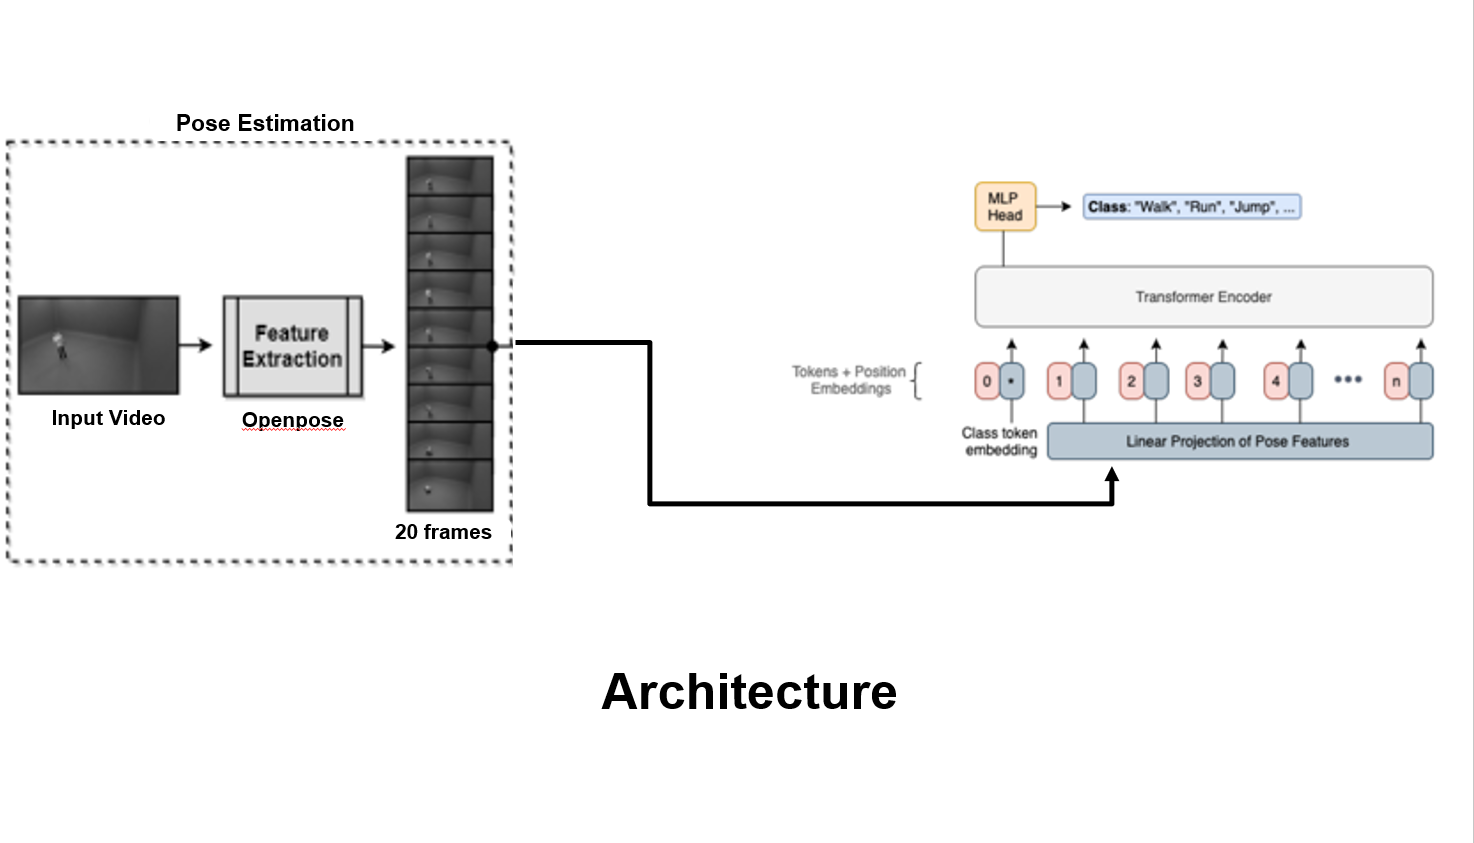 Pose Estimation
Feature
Extraction
Input Video
Openpose
20 frames
MLP
Head
Class: "Walk", "Run", "Jump", ...
Transformer Encoder
Tokens + Position
Embeddings
0 * 1 2 3 4 ••• n
Class token
embedding
Linear Projection of Pose Features
Architecture